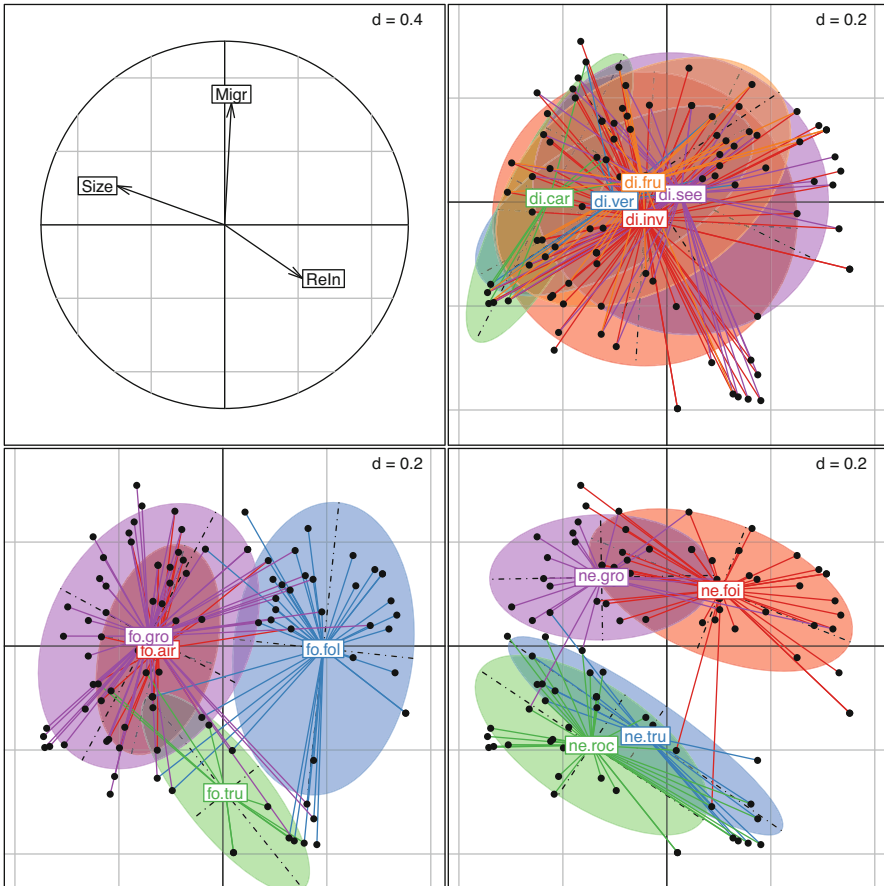 d = 0.4
Migr
Size
Reln
d = 0.2
di.fru
di.car
di.ver
di.see
di.inv
d = 0.2
fo.gro
fo.air
fo.fol
fo.tru
d = 0.2
ne.gro
ne.foi
ne.tru
ne.roc